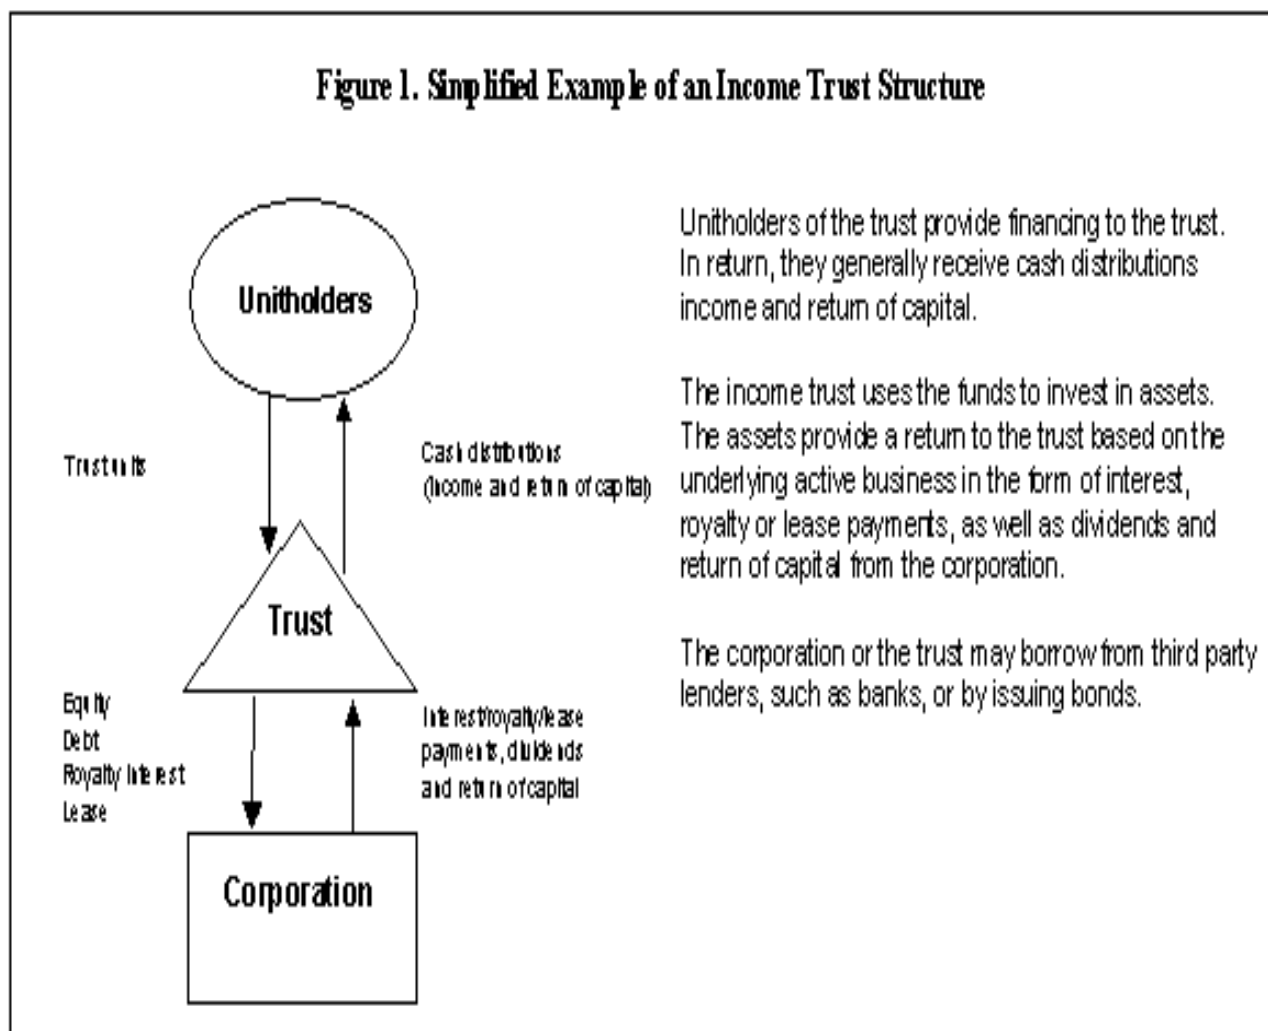 Figure 1. Simplified Example of an Income Trust Structure
Unitholders
Trust units
Cash distributions
(income and return of capital)
Trust
Equity
Debt
Royalty Interest
Lease
Interest/royalty/lease
payments, dividends
and return of capital
Corporation
Unitholders of the trust provide financing to the trust.
In return, they generally receive cash distributions
income and return of capital.
The income trust uses the funds to invest in assets.
The assets provide a return to the trust based on the
underlying active business in the form of interest,
royalty or lease payments, as well as dividends and
return of capital from the corporation.
The corporation or the trust may borrow from third party
lenders, such as banks, or by issuing bonds.